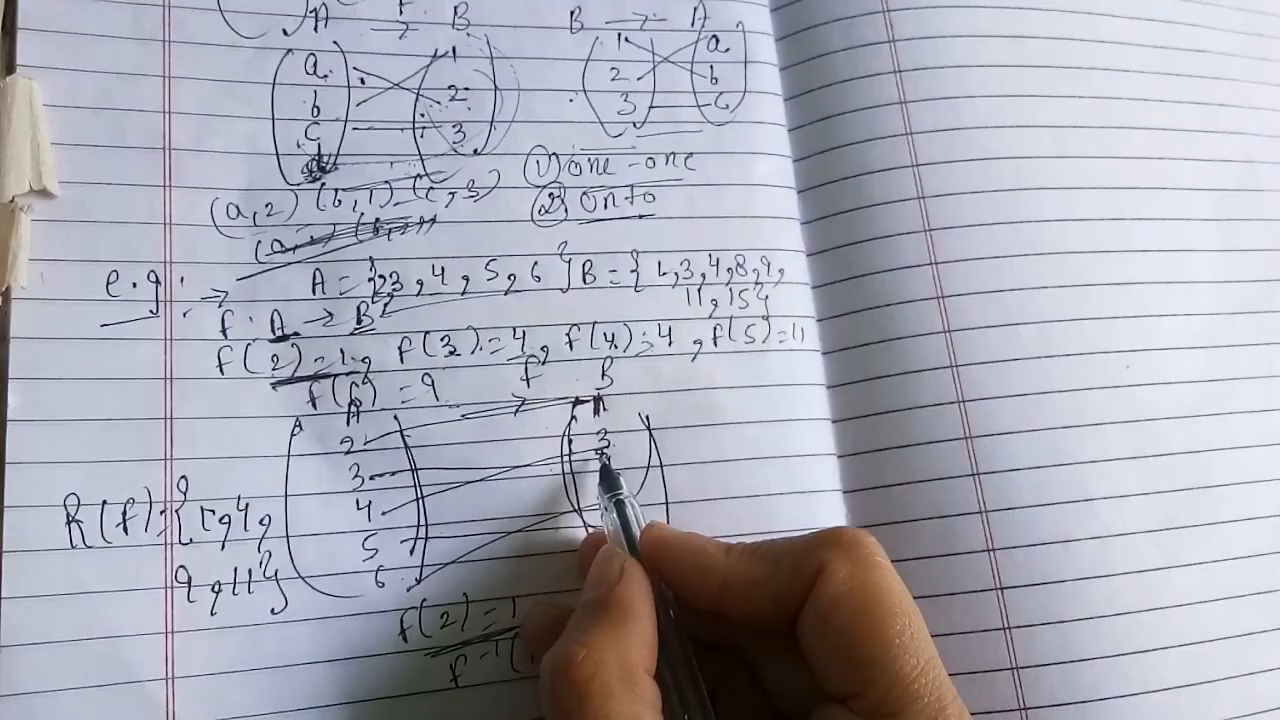 A → B B → A
a 1 1 a
b 2 2 b
c 3 3 c
(a,2) (b,1) (c,3)
① one-one
② onto
e.g: → A = {2,3, 4, 5, 6} B = {1,3,4,8,9,
11, 15}
f: A → B
f(2)=1, f(3)=4, f(4)=4, f(5)=11
f(6)=9
f
A B
2 1
3 3
4
5
6
R(f)={1,4,
9,11}
f(2)=1
f⁻¹(